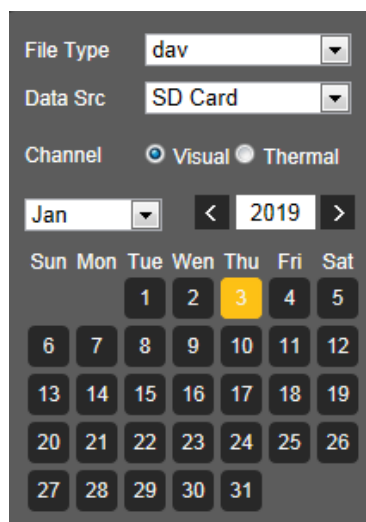 File Type dav
Data Src SD Card
Channel Visual Thermal
Jan < 2019 >
Sun Mon Tue Wen Thu Fri Sat
1 2 3 4 5
6 7 8 9 10 11 12
13 14 15 16 17 18 19
20 21 22 23 24 25 26
27 28 29 30 31